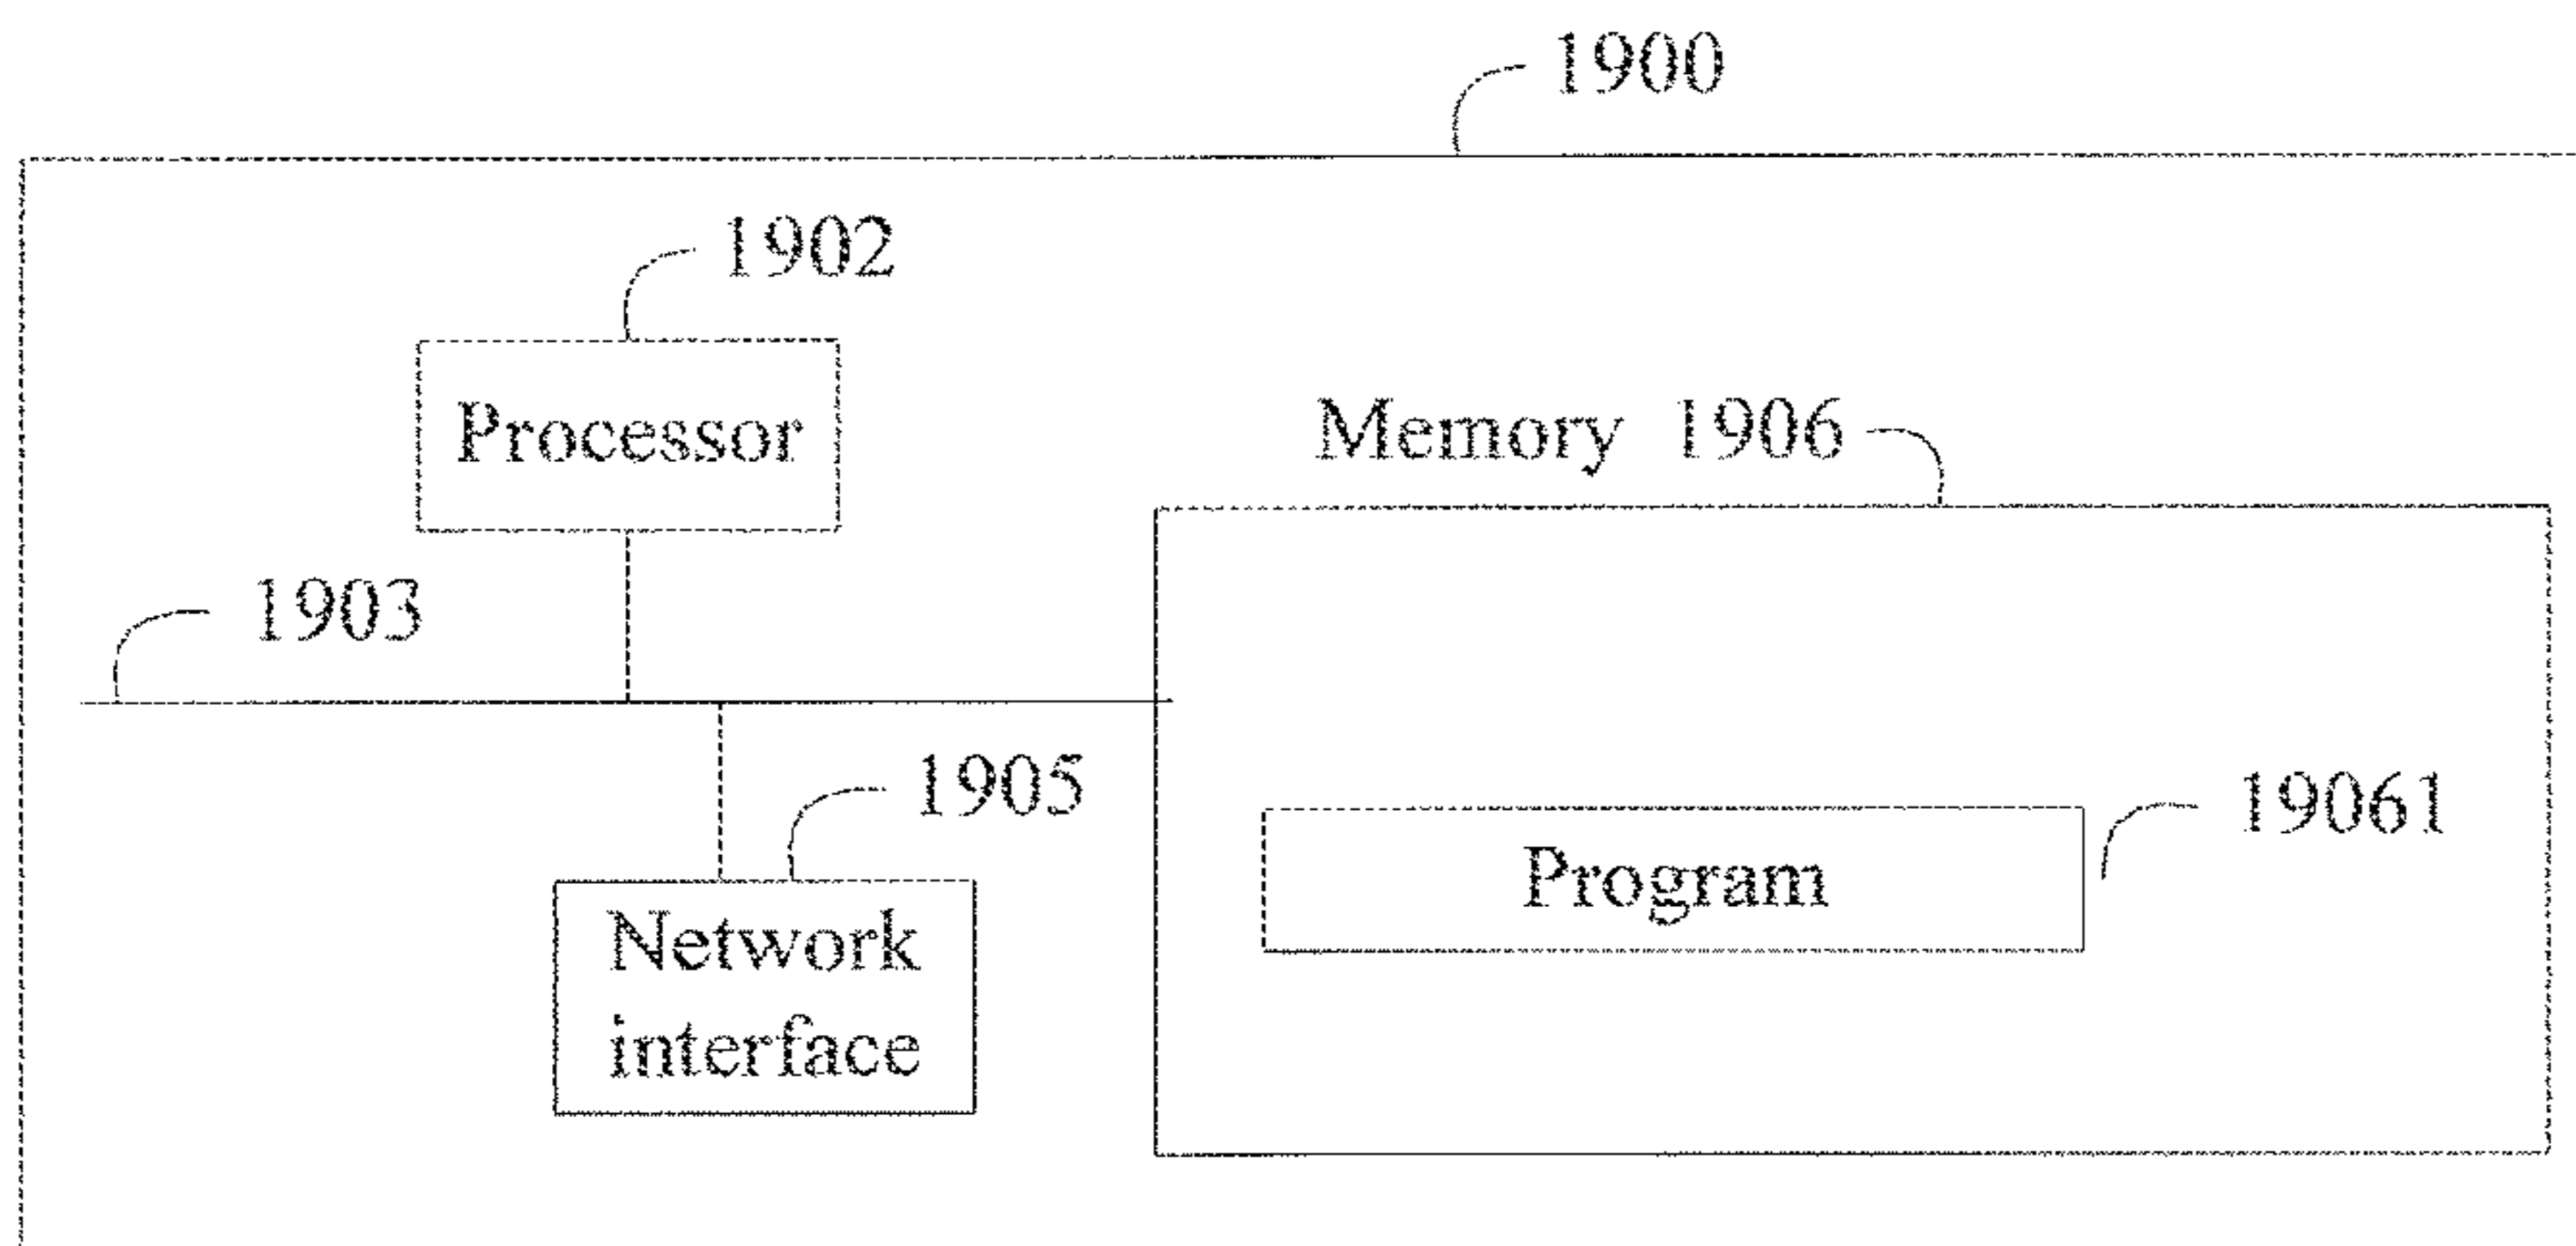 1900
1902
Processor
Memory 1906
1903
1905
Network
interface
19061
Program